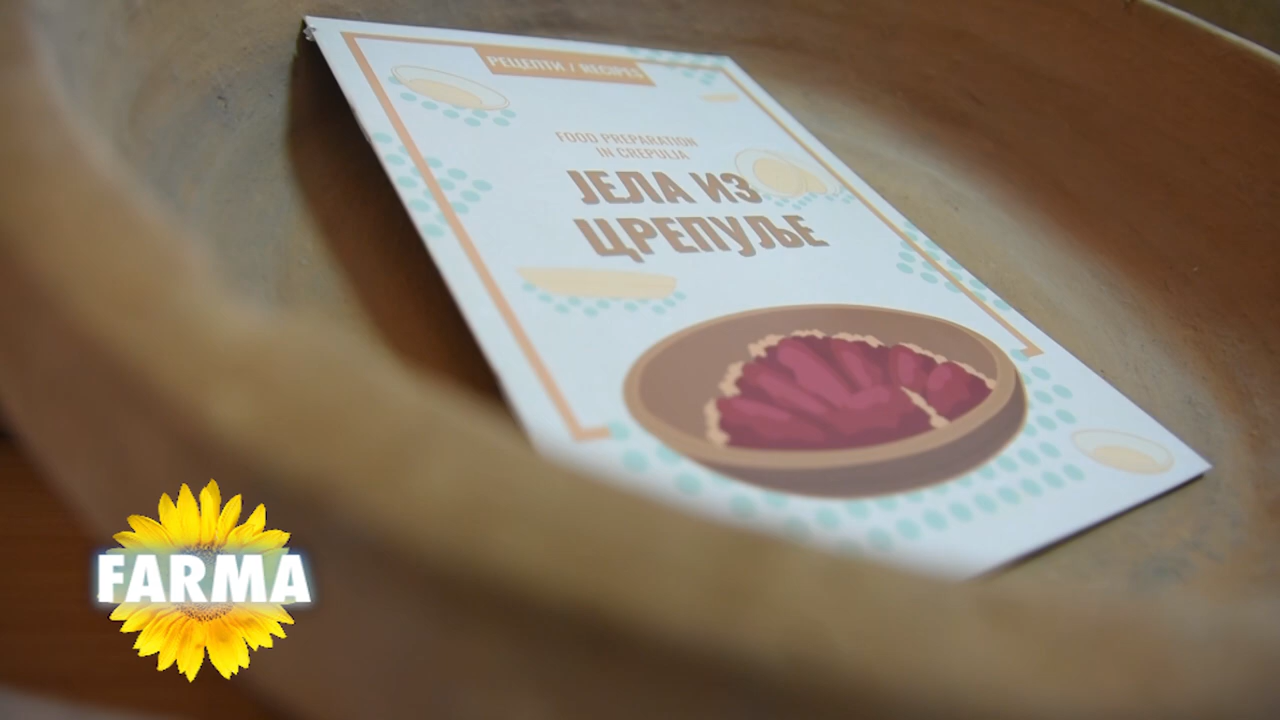 РЕЦЕПТИ / RECIPES
FOOD PREPARATION
IN CREPULJA
ЈЕЛА ИЗ
ЦРЕПУЉЕ
FARMA